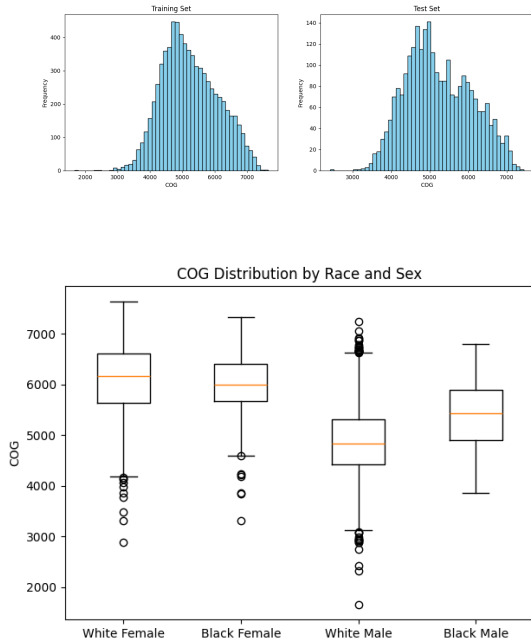 Training Set
Test Set
400
300
200
100
0
Frequency
2000 3000 4000 5000 6000 7000
COG
140
120
100
80
60
40
20
0
Frequency
3000 4000 5000 6000 7000
COG
COG Distribution by Race and Sex
7000
6000
5000
4000
3000
2000
COG
White Female Black Female White Male Black Male